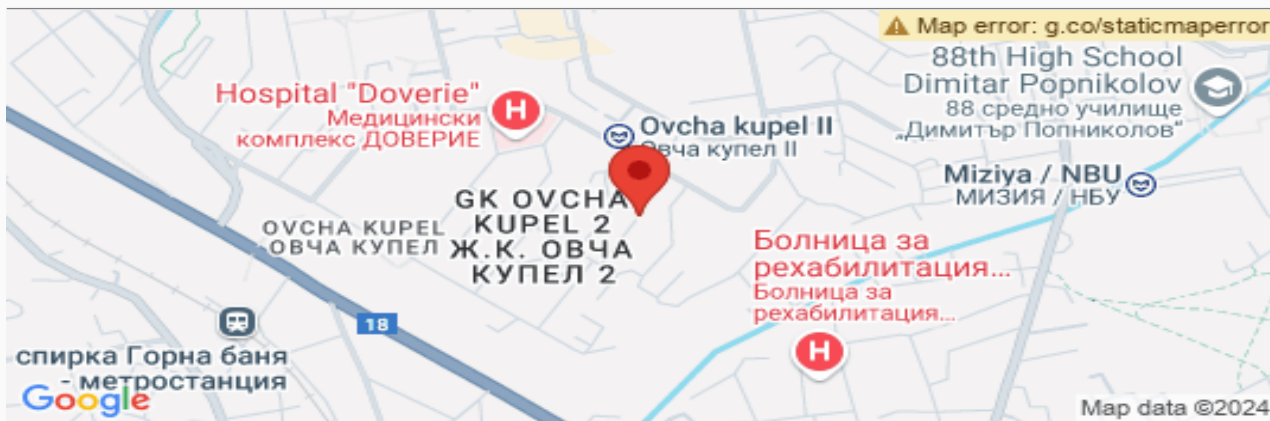 Map error: g.co/staticmaperror
88th High School
Dimitar Popnikolov
88 средно училище
„Димитър Попниколов“
Hospital "Doverie"
Медицински
комплекс ДОВЕРИЕ
Ovcha kupel II
Овча купел II
Miziya / NBU
МИЗИЯ / НБУ
GK OVCHA
KUPEL 2
Ж.К. ОВЧА
КУПЕЛ 2
OVCHA KUPEL
ОВЧА КУПЕЛ
Болница за
рехабилитация...
Болница за
рехабилитация...
18
спирка Горна баня
- метростанция
Google
Map data ©2024